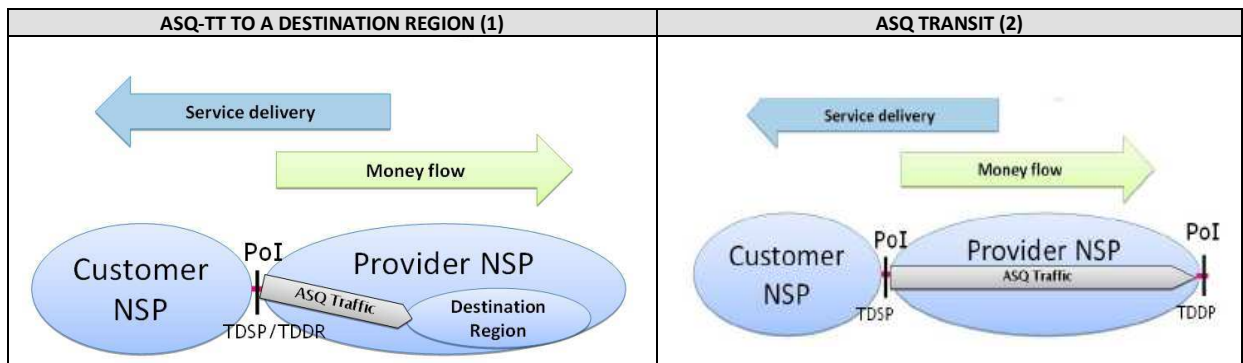 ASQ-TT TO A DESTINATION REGION (1)
ASQ TRANSIT (2)
Service delivery
Money flow
Customer
NSP
PoI
Provider NSP
ASQ Traffic
Destination
Region
TDSP/TDDR
Service delivery
Money flow
Customer
NSP
PoI
Provider NSP
PoI
ASQ Traffic
TDSP
TDDP